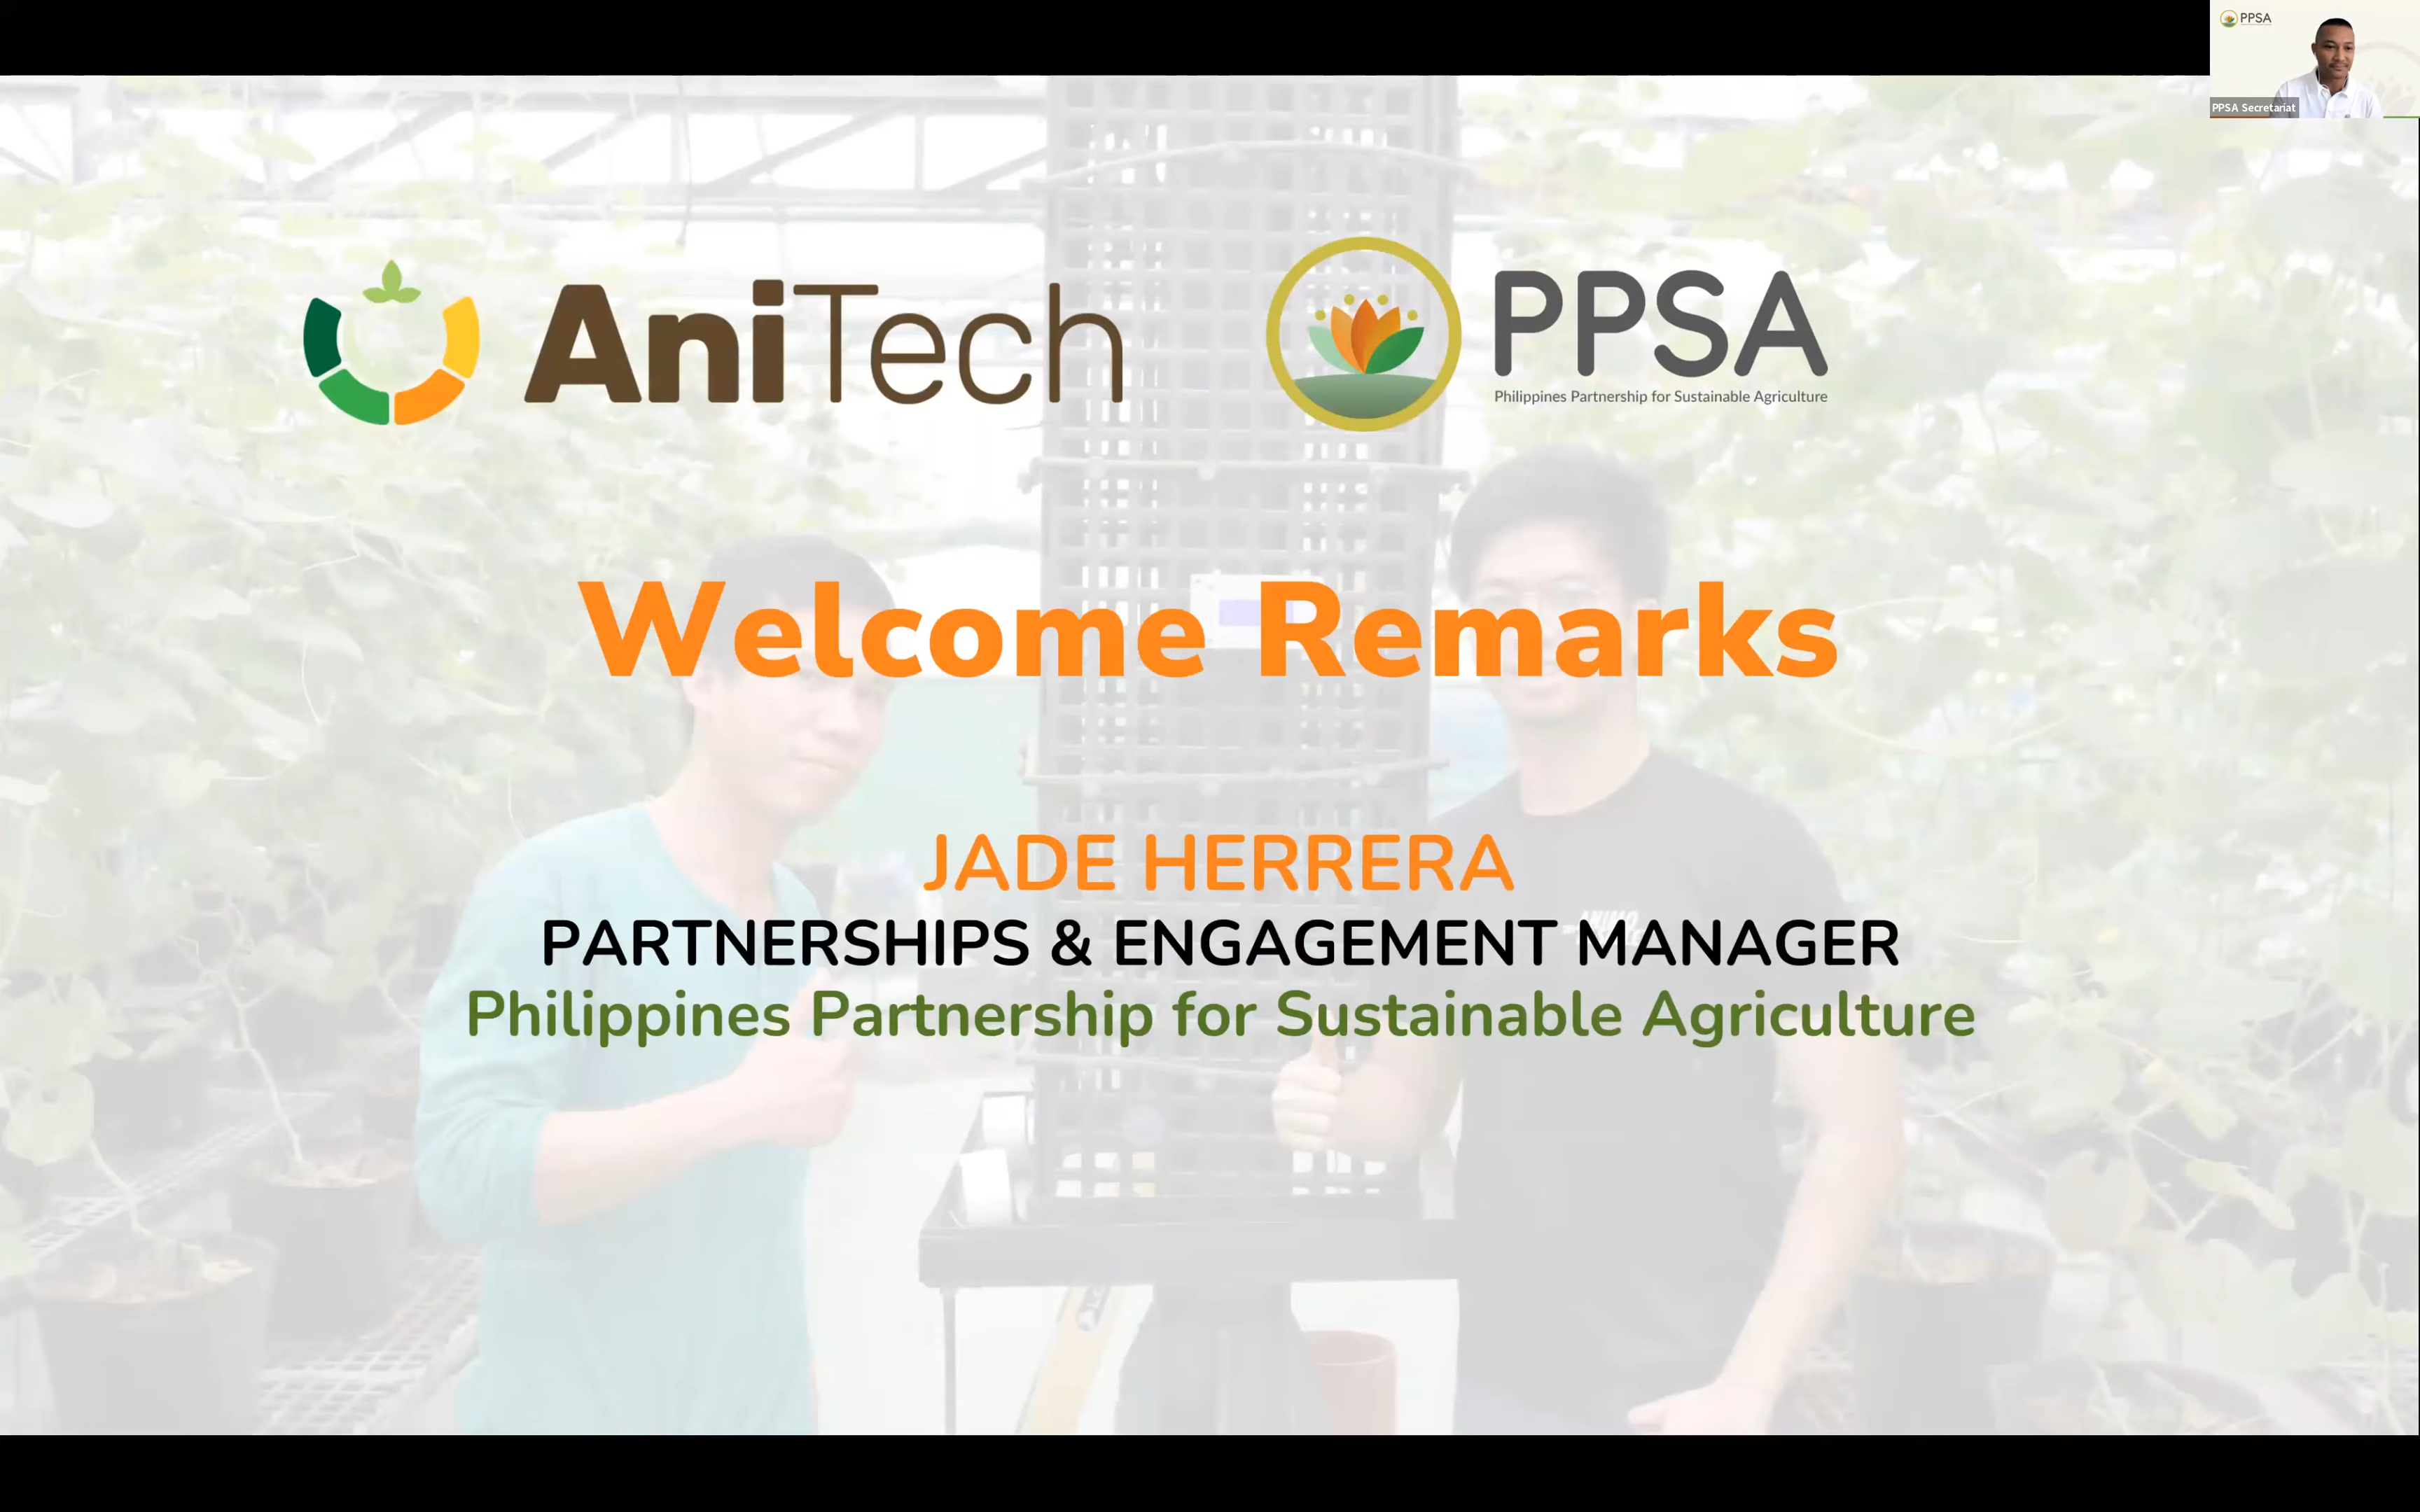 PPSA
PPSA Secretariat
AniTech
PPSA
Philippines Partnership for Sustainable Agriculture
Welcome Remarks
JADE HERRERA
PARTNERSHIPS & ENGAGEMENT MANAGER
Philippines Partnership for Sustainable Agriculture